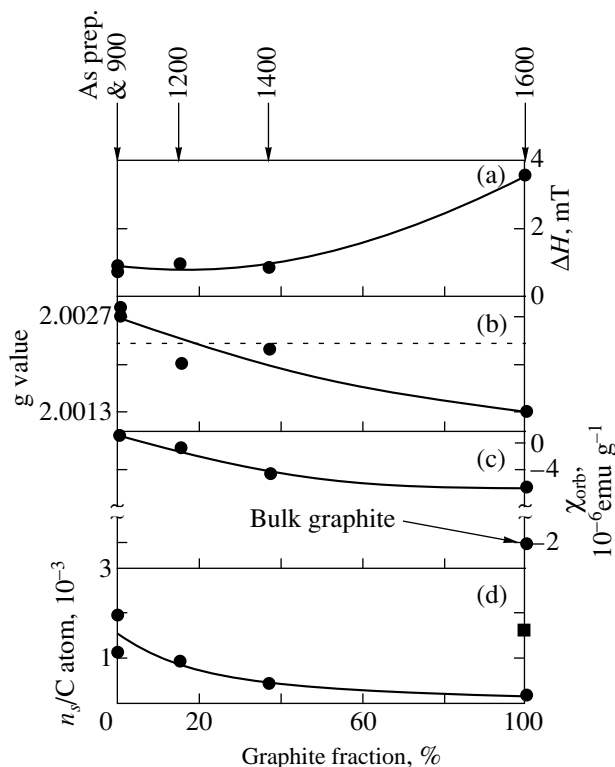 As prep.
& 900
1200
1400
1600
(a)
4
2
0
ΔH, mT
(b)
2.0027
2.0013
g value
(c)
0
−4
−2
χorb,
10⁻⁶emu g⁻¹
Bulk graphite
(d)
3
1
nₛ/C atom, 10⁻³
0
20
60
100
Graphite fraction, %